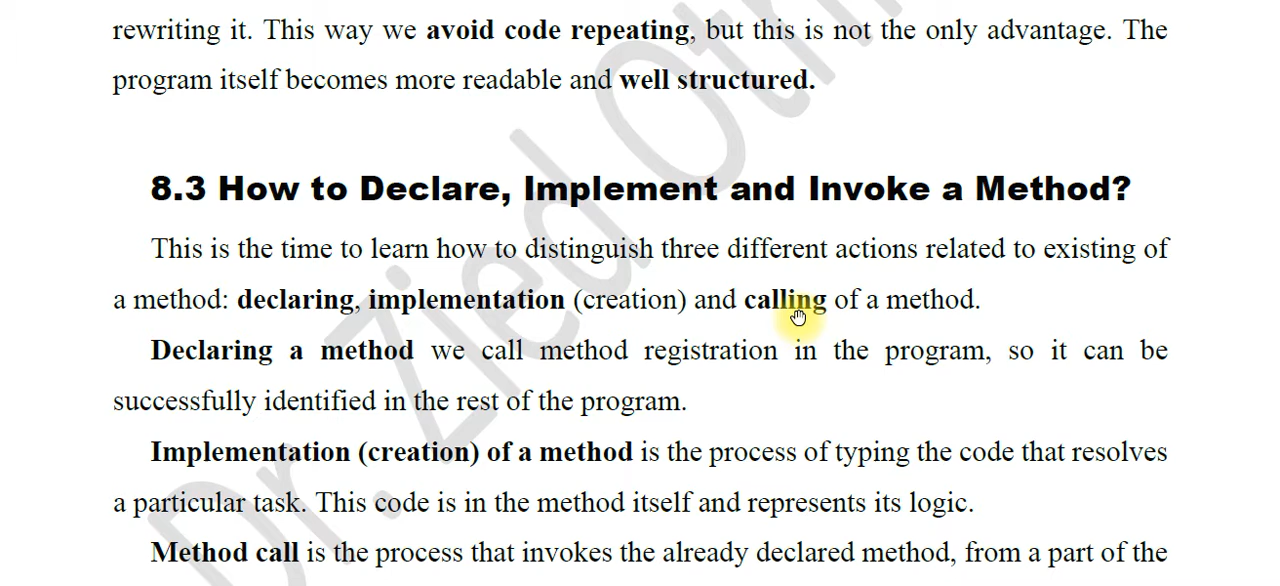 rewriting it. This way we avoid code repeating, but this is not the only advantage. The
program itself becomes more readable and well structured.
8.3 How to Declare, Implement and Invoke a Method?
This is the time to learn how to distinguish three different actions related to existing of
a method: declaring, implementation (creation) and calling of a method.
Declaring a method we call method registration in the program, so it can be
successfully identified in the rest of the program.
Implementation (creation) of a method is the process of typing the code that resolves
a particular task. This code is in the method itself and represents its logic.
Method call is the process that invokes the already declared method, from a part of the
Dr. Zied